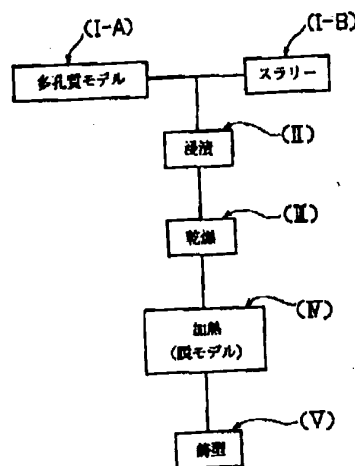 (I-A)
(I-B)
多孔質モデル
スラリー
(II)
浸漬
(III)
乾燥
(IV)
加熱
(脱モデル)
(V)
鋳型